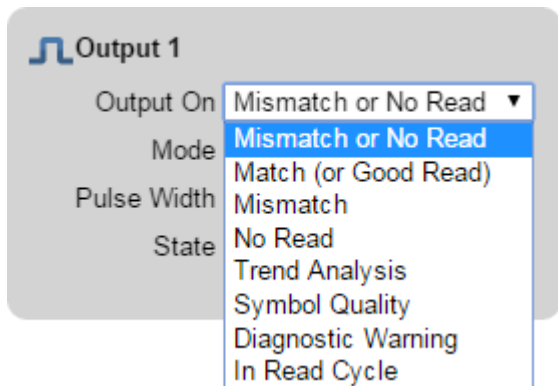 Output 1
Output On Mismatch or No Read ▼
Mode Mismatch or No Read
Match (or Good Read)
Pulse Width Mismatch
State No Read
Trend Analysis
Symbol Quality
Diagnostic Warning
In Read Cycle